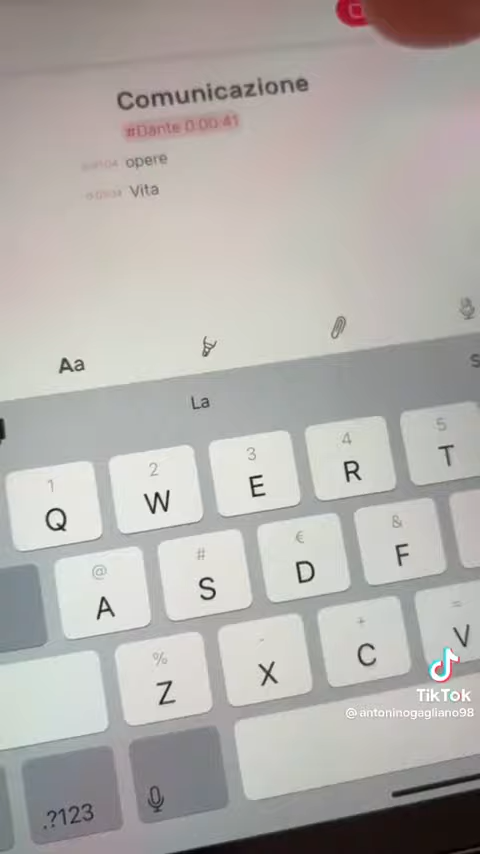 Comunicazione
#Dante 0:00:41
opere
Vita
Aa
La
S
1 2 3 4 5
Q W E R T
@ # € & 
A S D F
% - + =
Z X C V
.?123
TikTok
@antoninogagliano98